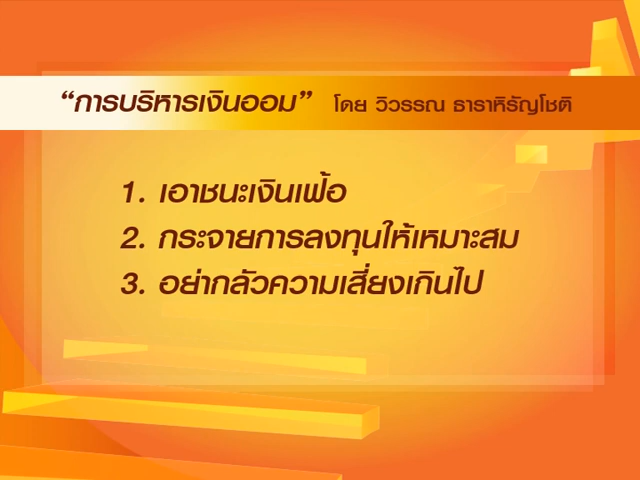 “การบริหารเงินออม” โดย วิวรรณ ธาราหิรัญโชติ
1. เอาชนะเงินเฟ้อ
2. กระจายการลงทุนให้เหมาะสม
3. อย่ากลัวความเสี่ยงเกินไป